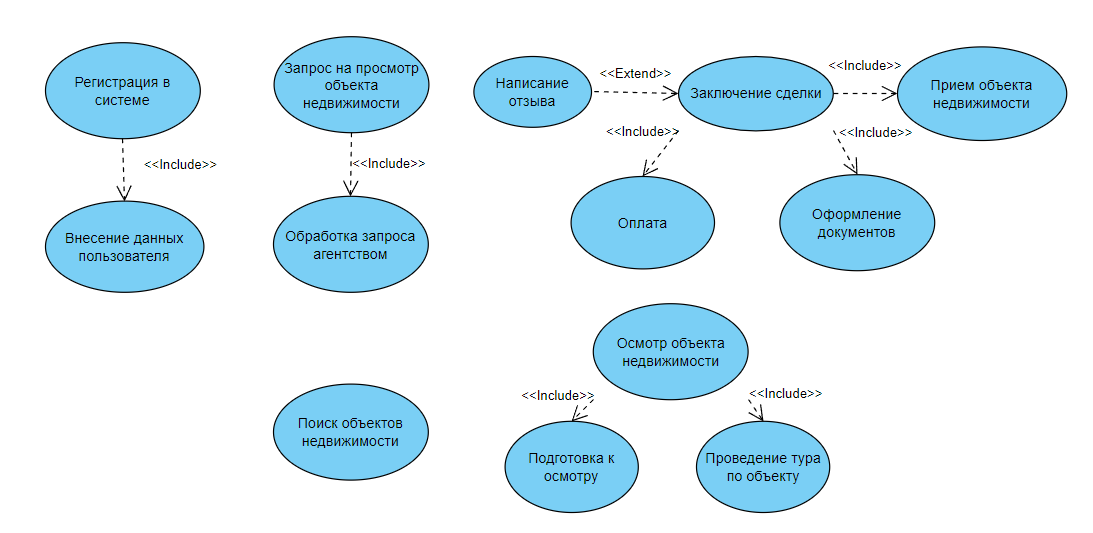 Регистрация в
системе
<<Include>>
Внесение данных
пользователя
Запрос на просмотр
объекта
недвижимости
<<Include>>
Обработка запроса
агентством
Написание
отзыва
<<Extend>>
Заключение сделки
<<Include>>
Прием объекта
недвижимости
<<Include>>
Оплата
<<Include>>
Оформление
документов
Осмотр объекта
недвижимости
<<Include>>
Подготовка к
осмотру
<<Include>>
Проведение тура
по объекту
Поиск объектов
недвижимости